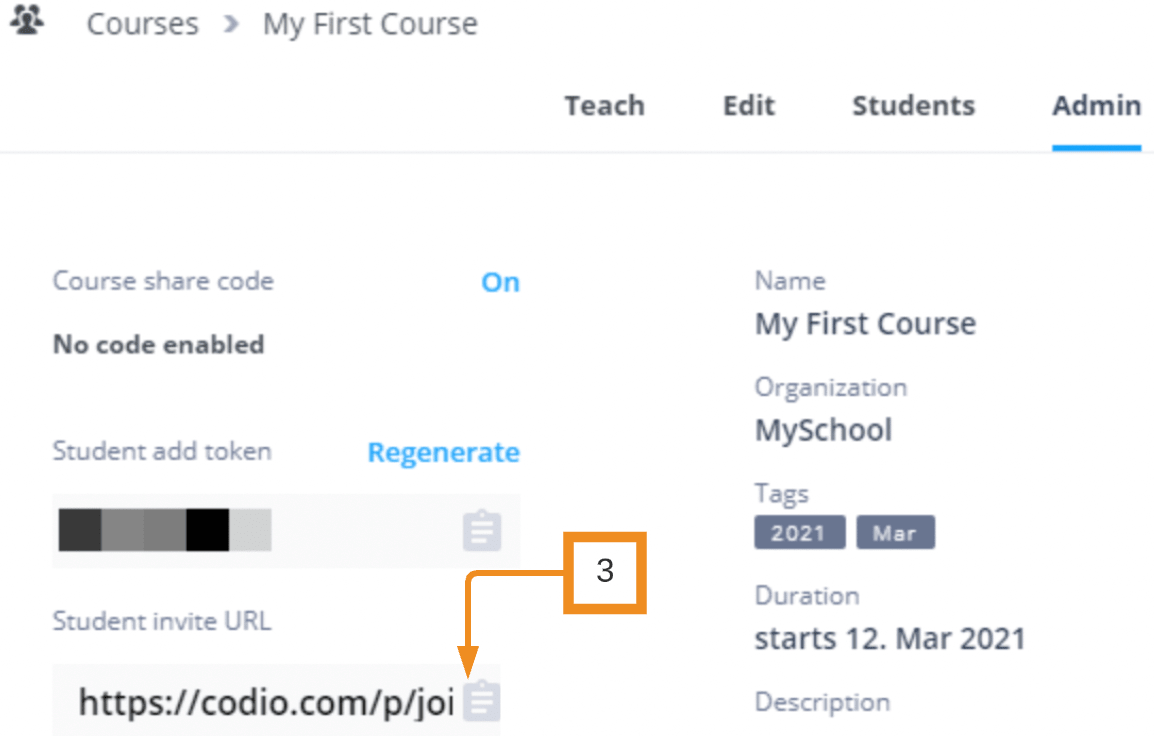 Courses > My First Course
Teach Edit Students Admin
Course share code On
No code enabled
Student add token Regenerate
Student invite URL
https://codio.com/p/joi
3
Name
My First Course
Organization
MySchool
Tags
2021 Mar
Duration
starts 12. Mar 2021
Description